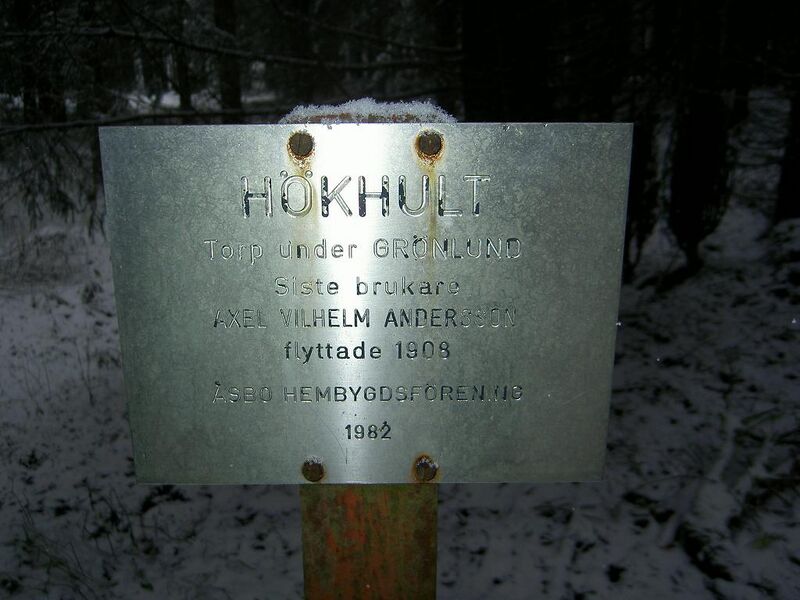 HÖKHULT
Torp under GRÖNLUND
Siste brukare
AXEL VILHELM ANDERSSON
flyttade 1908
ÅSBO HEMBYGDSFÖRENING
1982